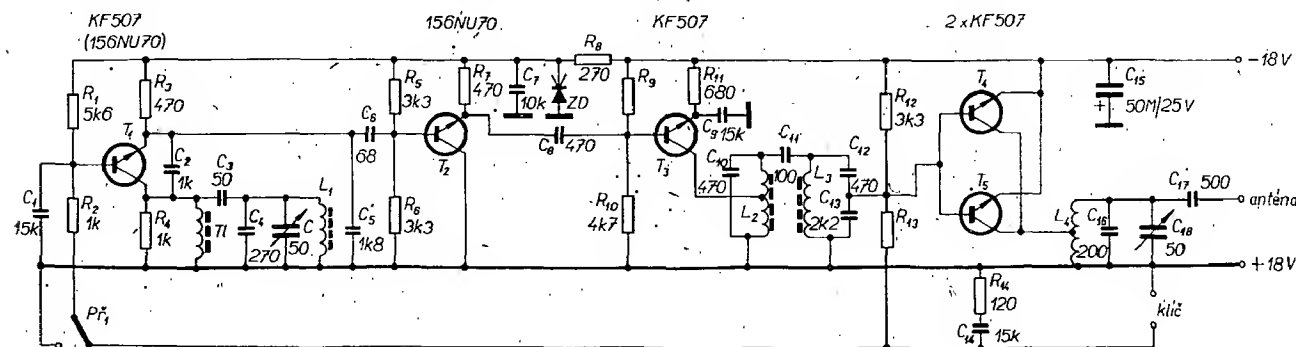 KF507
(156NU70)
156NU70
KF507
2 x KF507
R1
5k6
R3
470
T1
C2
1k
C3
50
C1
15k
R2
1k
R4
1k
Tl
C4
270
C
50
L1
C5
1k8
C6
68
R5
3k3
R6
3k3
R7
470
T2
C7
10k
ZD
R8
270
C8
470
R9
R10
4k7
R11
680
T3
C9
15k
C10
470
C11
100
L2
L3
C12
470
C13
2k2
R12
3k3
R13
T4
T5
C15
+ 50M/25V
−18V
L4
C16
200
C18
50
C17 500
anténa
+18V
R14
120
C14
15k
klíč
Př1